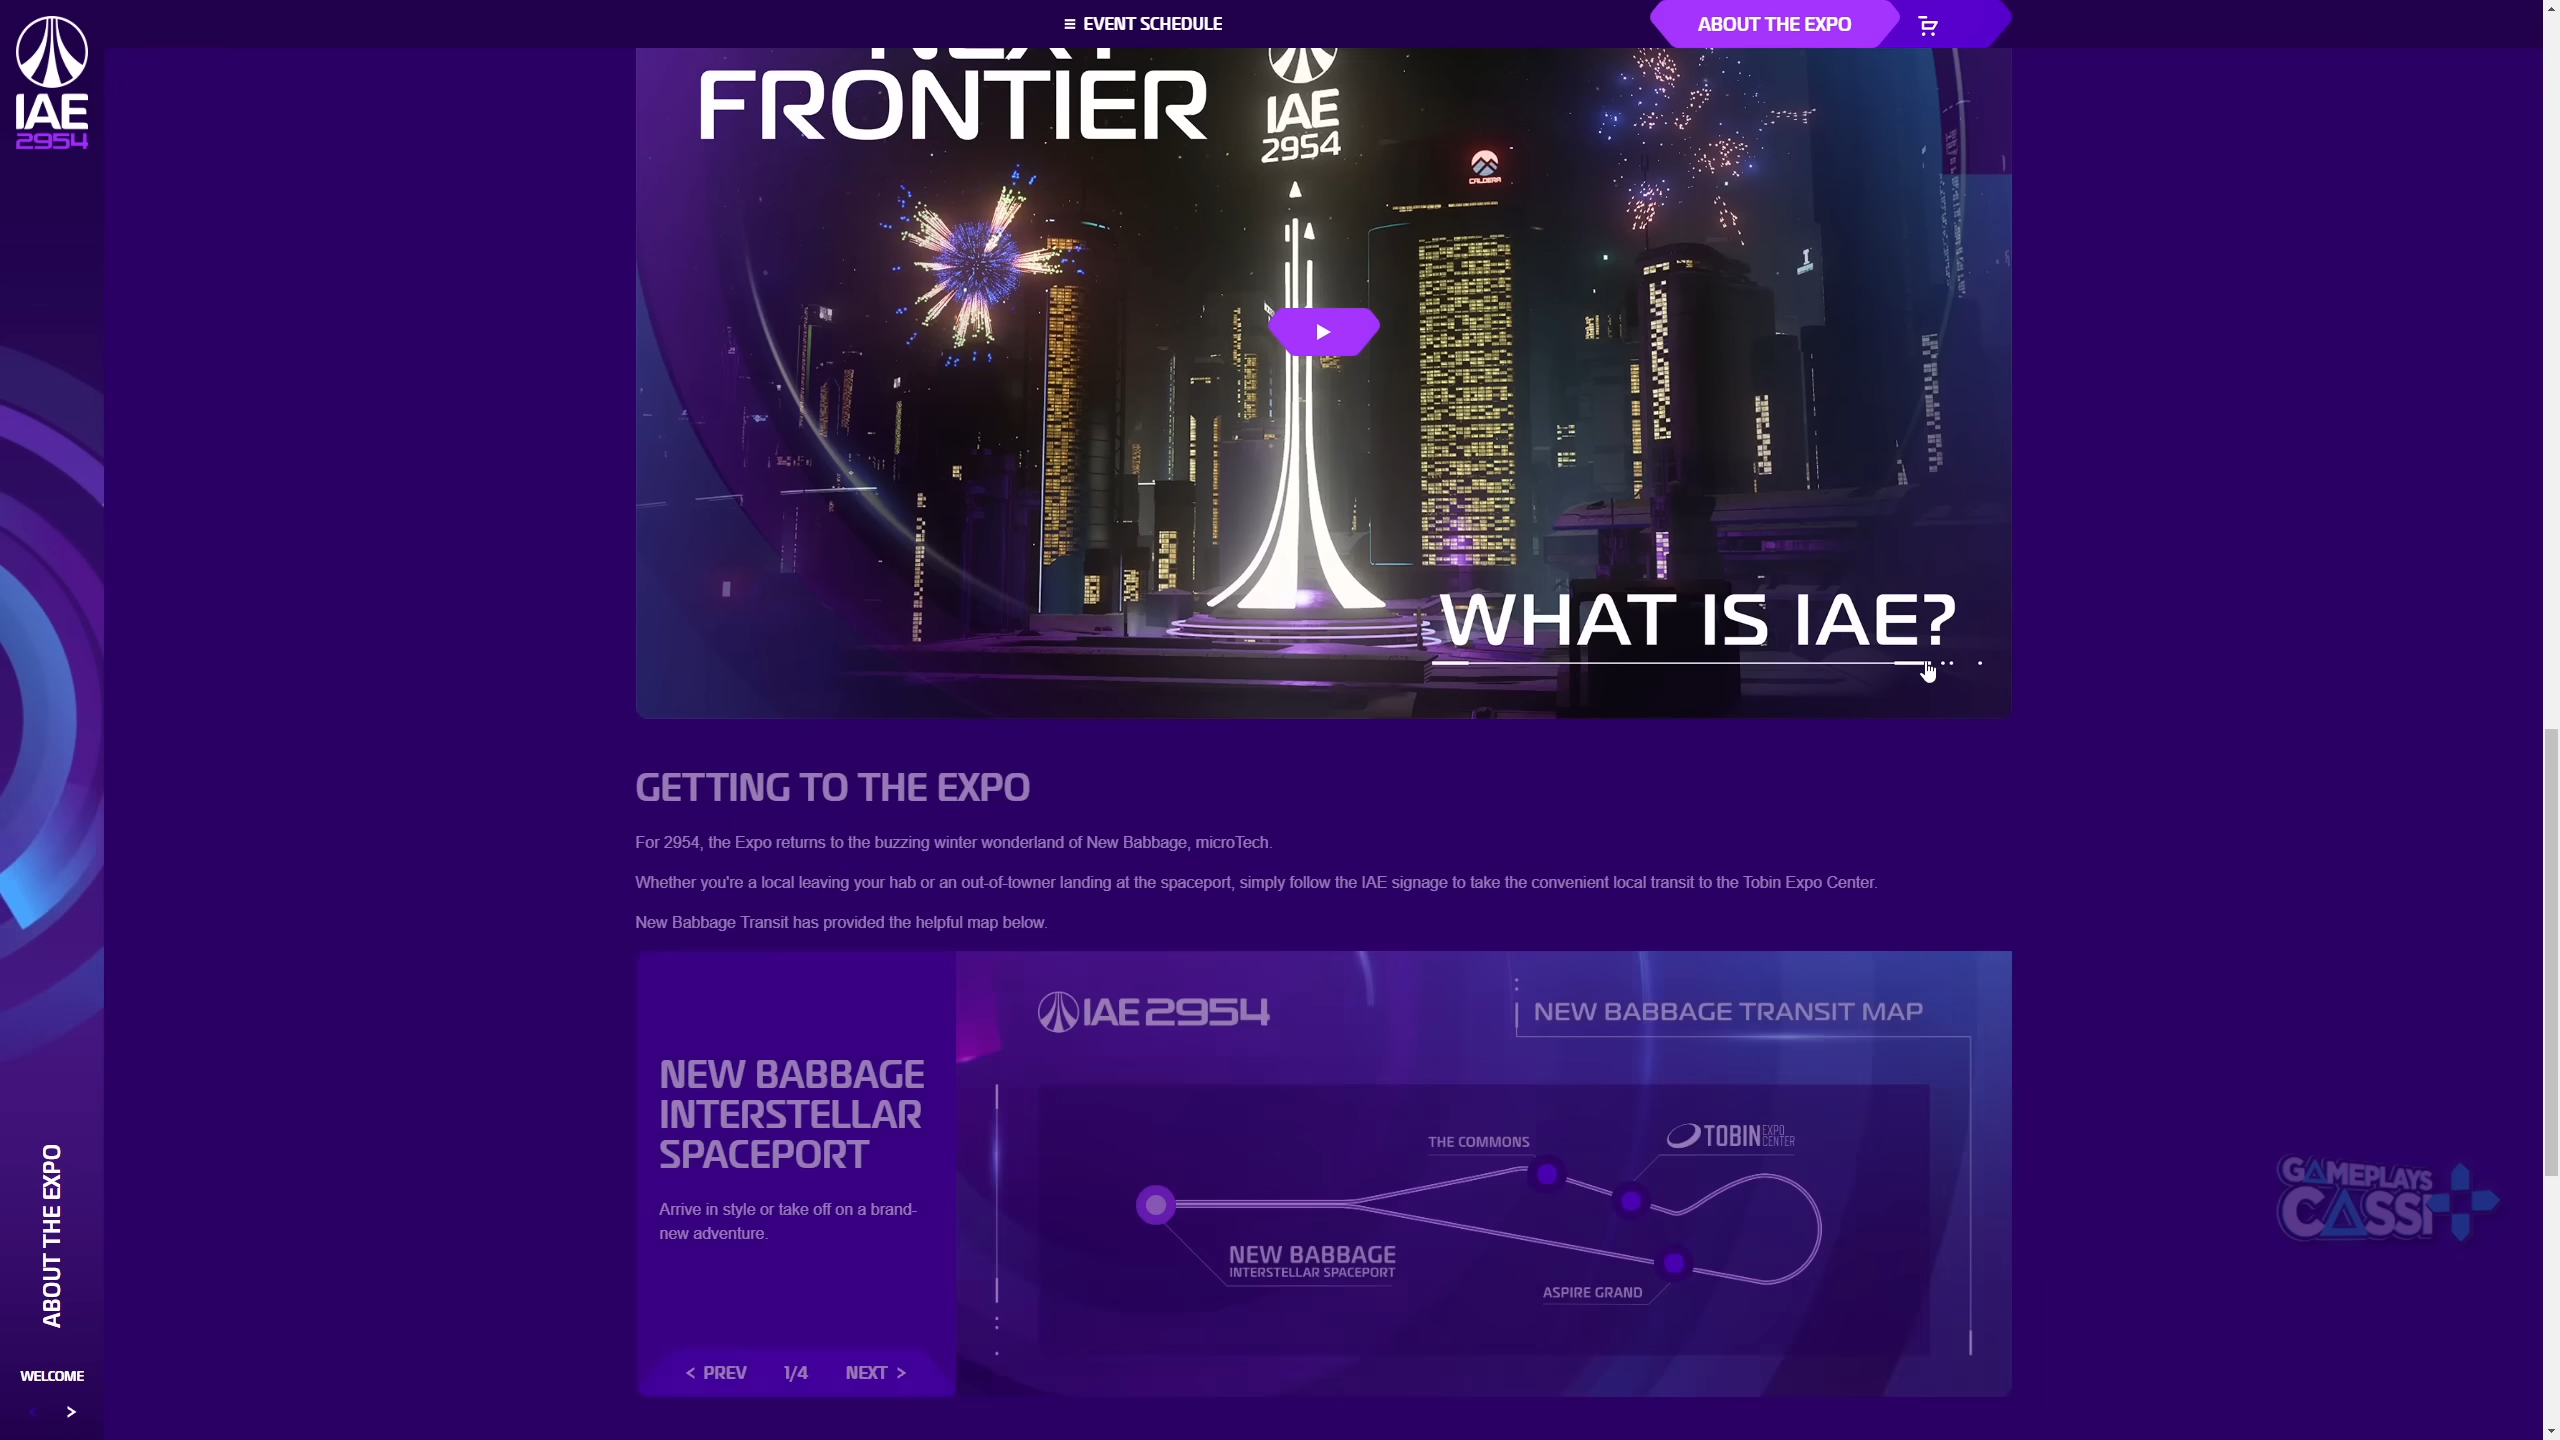 IAE
2954
EVENT SCHEDULE
ABOUT THE EXPO
NEXT
FRONTIER
IAE
2954
CALDERA
WHAT IS IAE?
GETTING TO THE EXPO
For 2954, the Expo returns to the buzzing winter wonderland of New Babbage, microTech.
Whether you're a local leaving your hab or an out-of-towner landing at the spaceport, simply follow the IAE signage to take the convenient local transit to the Tobin Expo Center.
New Babbage Transit has provided the helpful map below.
NEW BABBAGE
INTERSTELLAR
SPACEPORT
Arrive in style or take off on a brand-
new adventure.
< PREV 1/4 NEXT >
IAE 2954
NEW BABBAGE TRANSIT MAP
THE COMMONS
TOBIN EXPO
CENTER
NEW BABBAGE
INTERSTELLAR SPACEPORT
ASPIRE GRAND
ABOUT THE EXPO
WELCOME
< >
GAMEPLAYS
CASSI